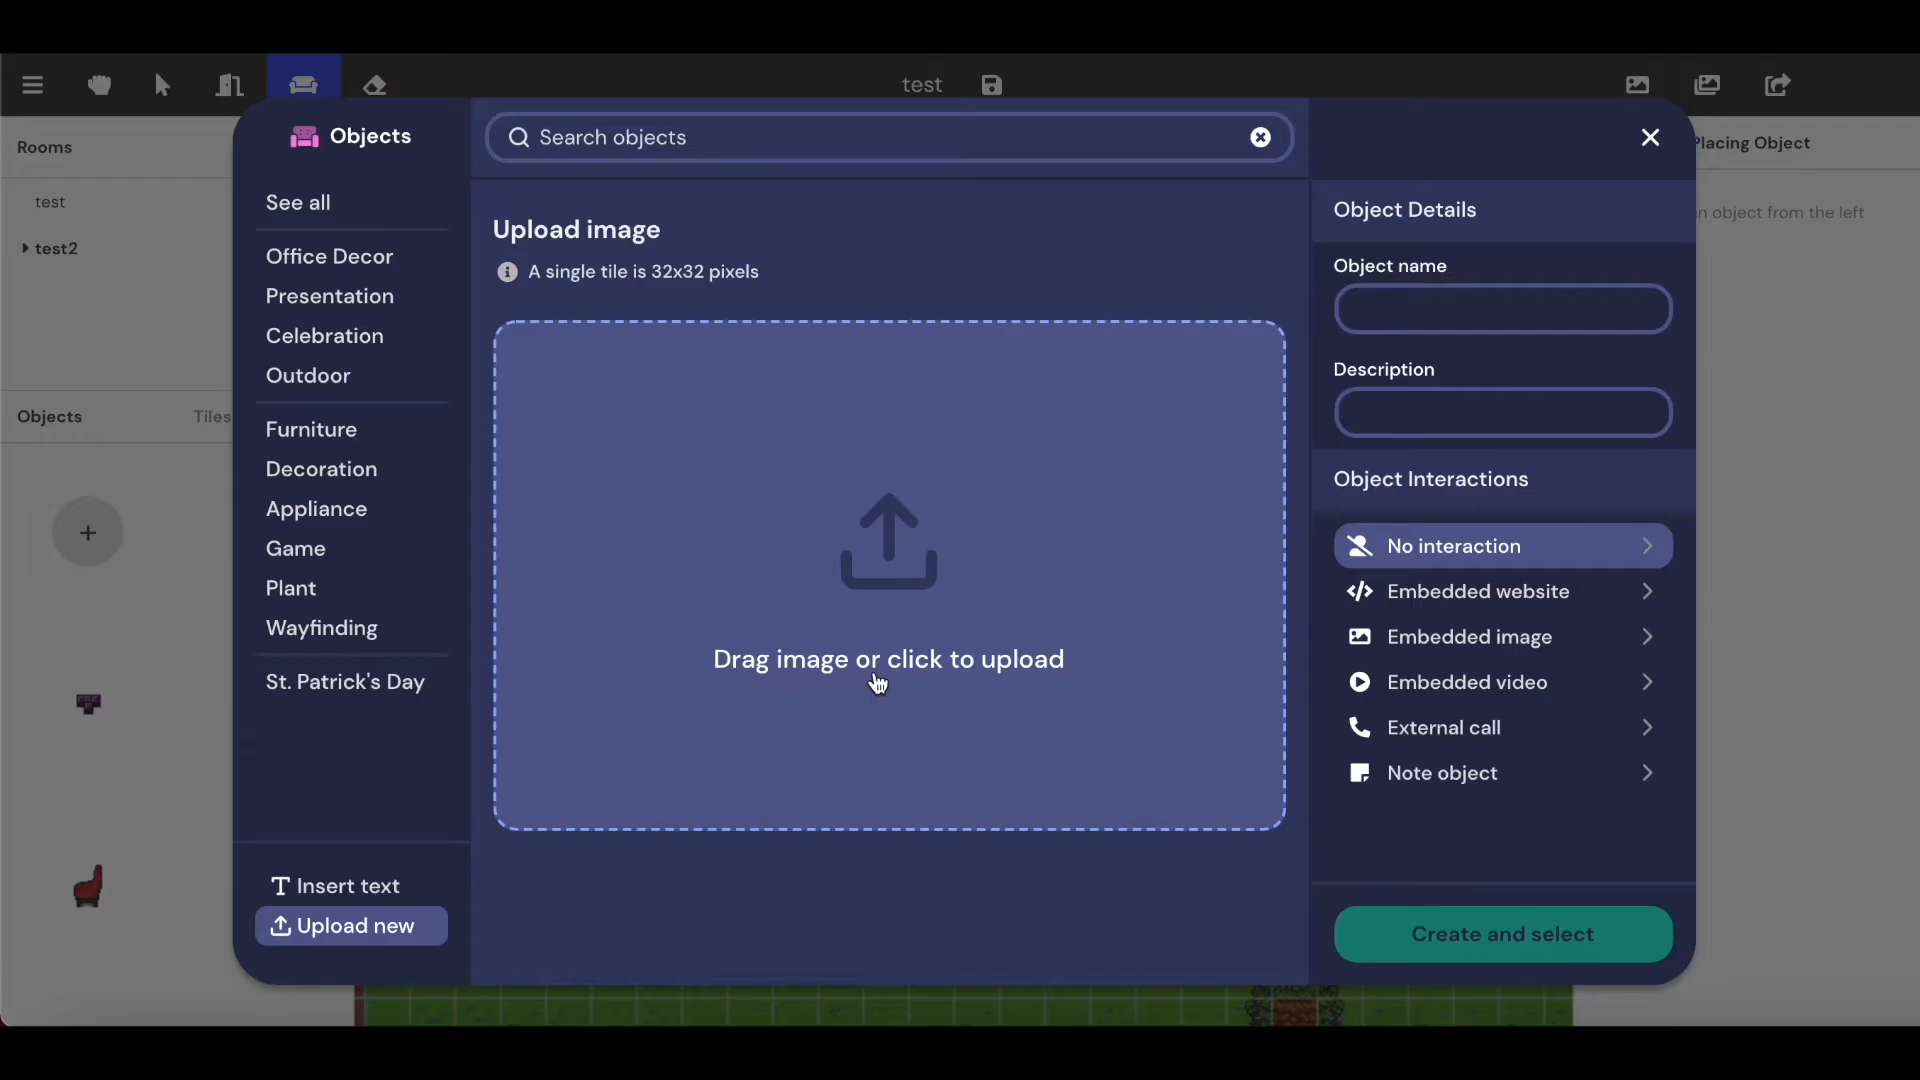 test
Rooms
test
test2
Objects
Tiles
Objects
See all
Office Decor
Presentation
Celebration
Outdoor
Furniture
Decoration
Appliance
Game
Plant
Wayfinding
St. Patrick's Day
Insert text
Upload new
Search objects
Upload image
A single tile is 32x32 pixels
Drag image or click to upload
Object Details
Object name
Description
Object Interactions
No interaction
Embedded website
Embedded image
Embedded video
External call
Note object
Create and select
Placing Object
an object from the left